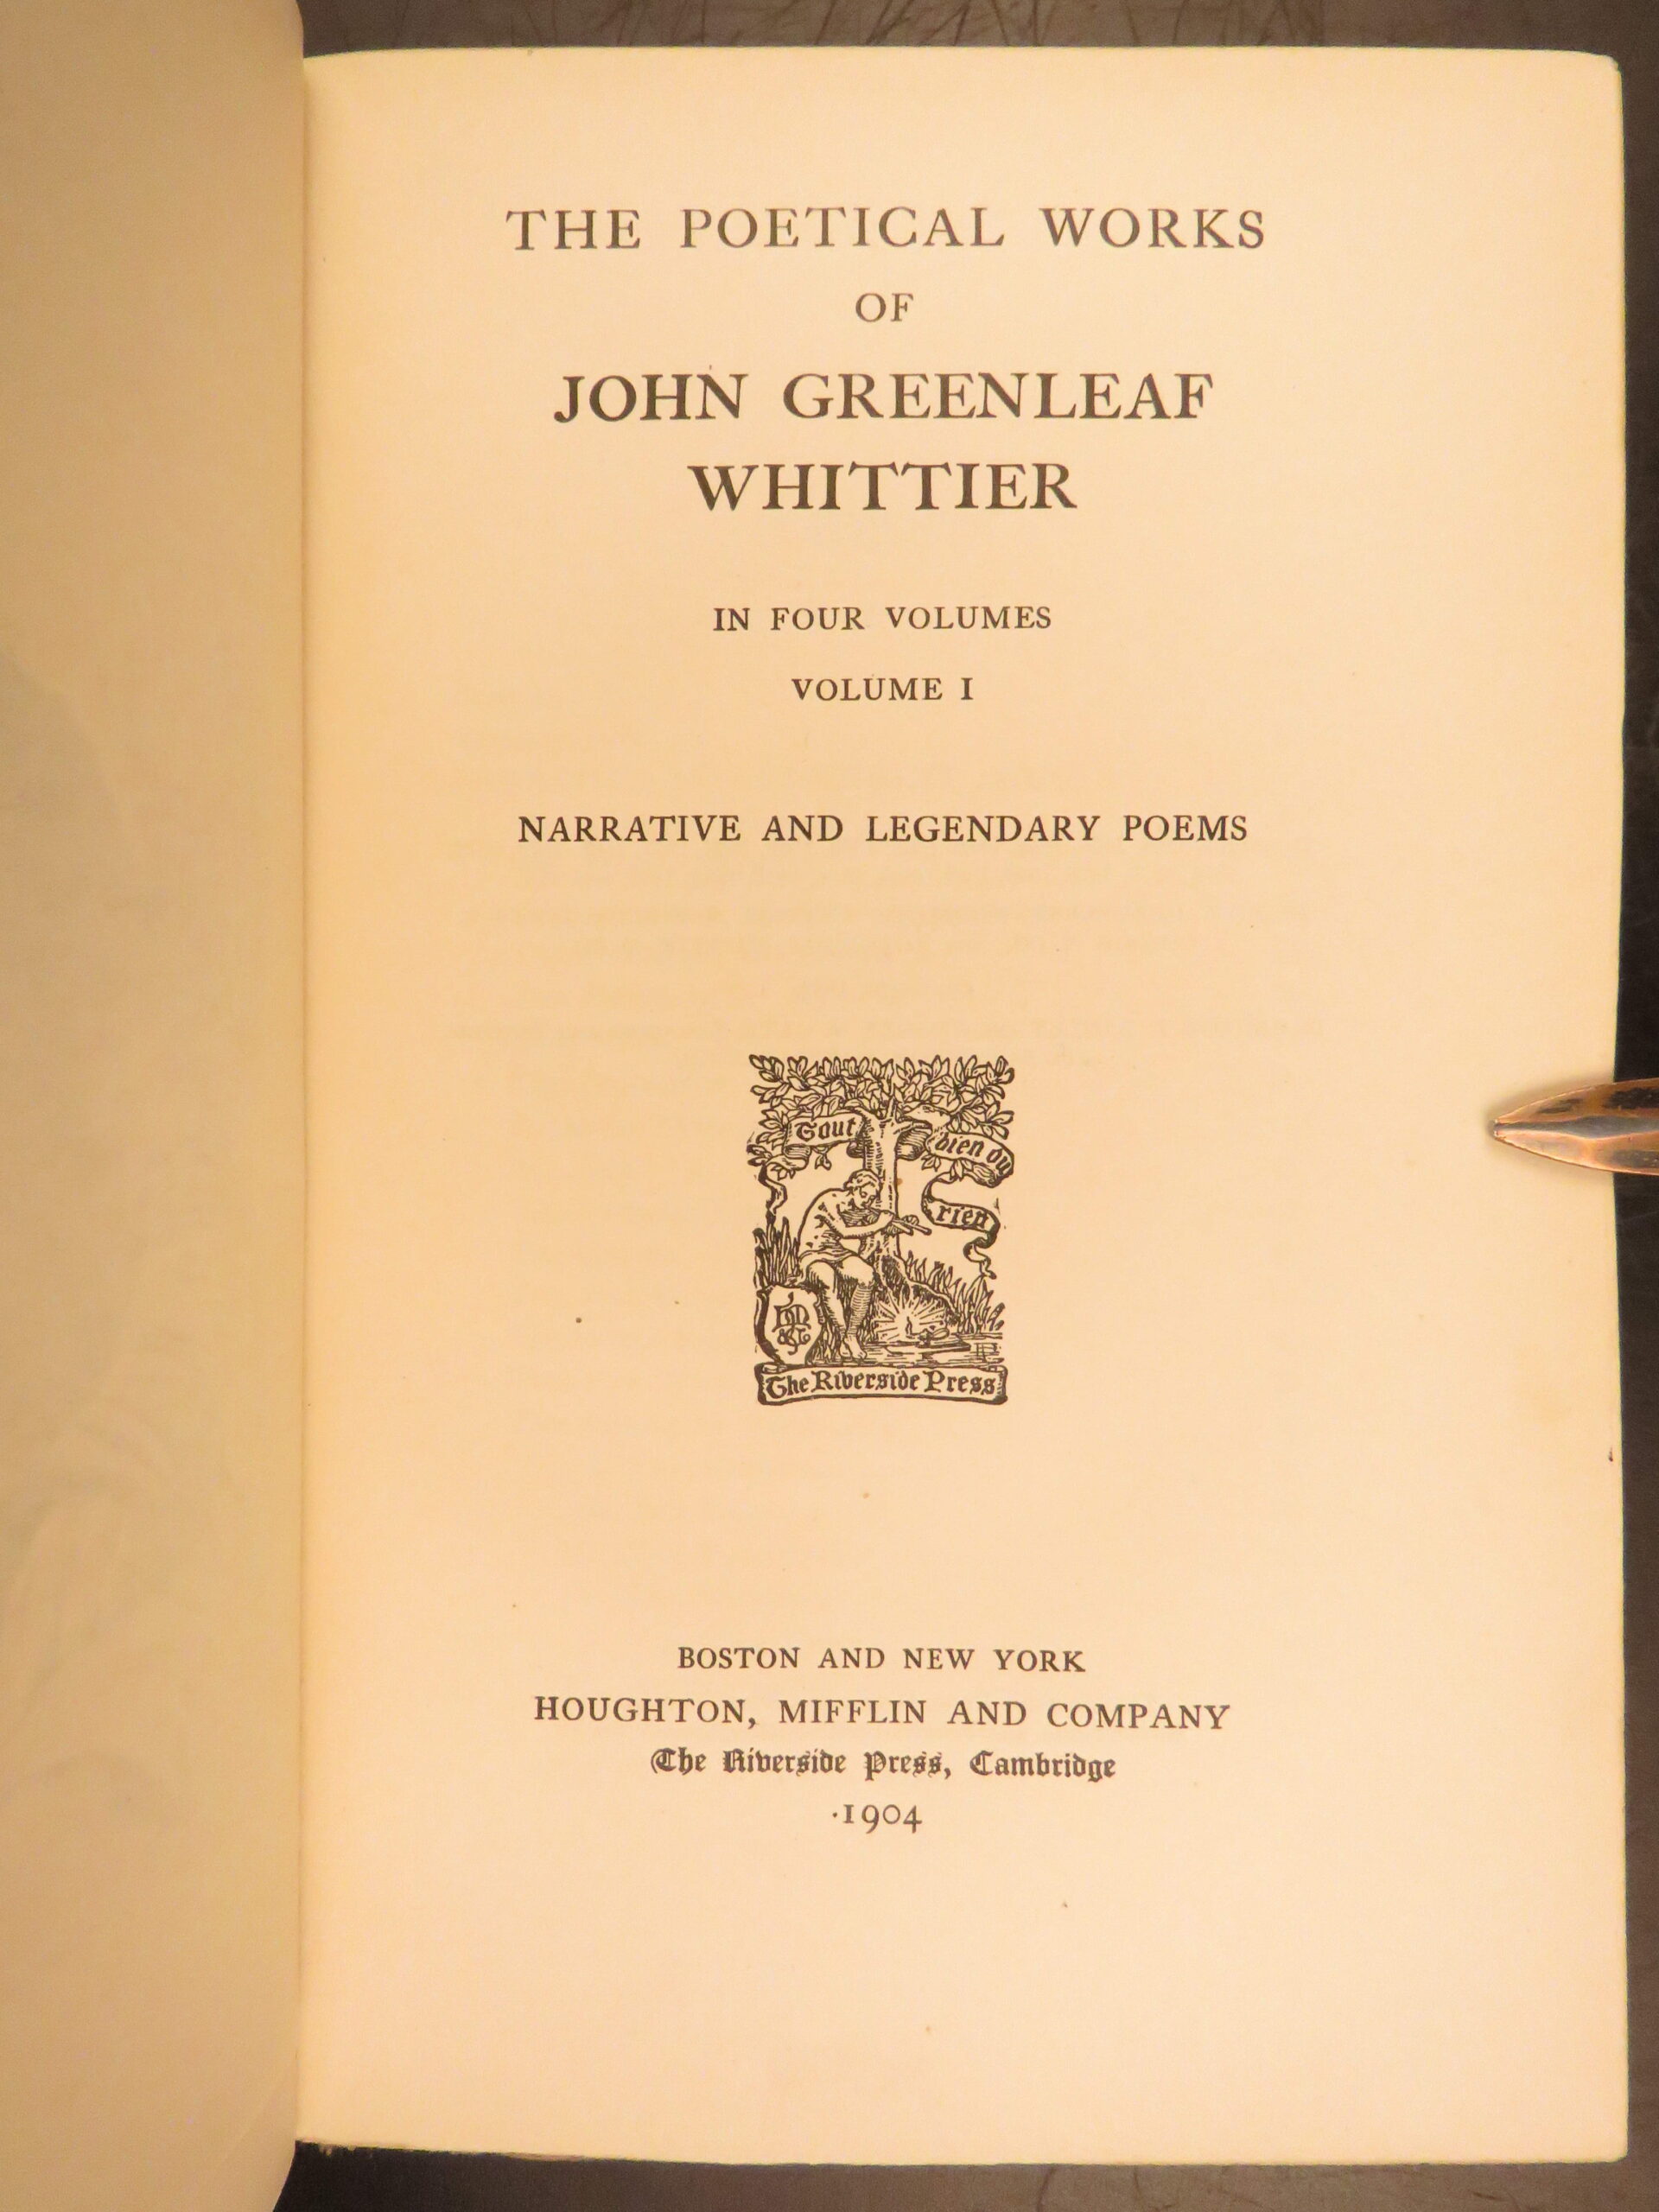 THE POETICAL WORKS
OF
JOHN GREENLEAF
WHITTIER
IN FOUR VOLUMES
VOLUME I
NARRATIVE AND LEGENDARY POEMS
Tout
bien ou
rien
The Riverside Press
BOSTON AND NEW YORK
HOUGHTON, MIFFLIN AND COMPANY
The Riverside Press, Cambridge
·1904